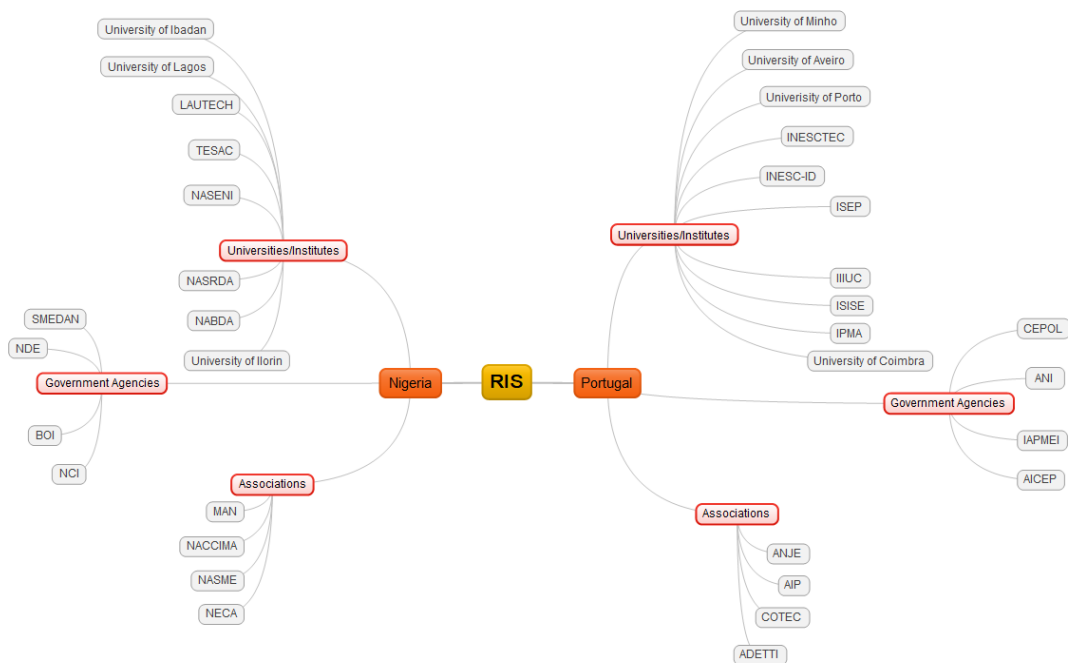 University of Ibadan
University of Lagos
LAUTECH
TESAC
NASENI
Universities/Institutes
NASRDA
NABDA
University of Ilorin
SMEDAN
NDE
Government Agencies
BOI
NCI
Nigeria
Associations
MAN
NACCIMA
NASME
NECA
RIS
Portugal
University of Minho
University of Aveiro
Univerisity of Porto
INESCTEC
INESC-ID
ISEP
Universities/Institutes
IIIUC
ISISE
IPMA
University of Coimbra
CEPOL
ANI
Government Agencies
IAPMEI
AICEP
Associations
ANJE
AIP
COTEC
ADETTI